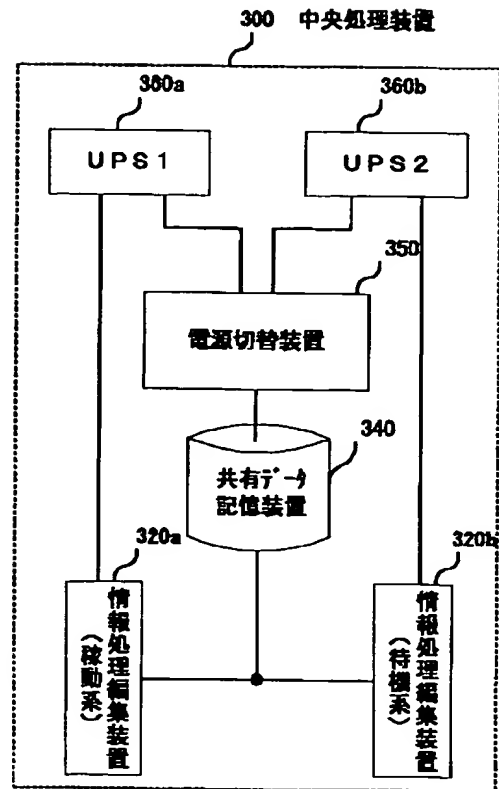 300 中央処理装置
360a
360b
UPS1
UPS2
350
電源切替装置
340
共有データ
記憶装置
320a
320b
情報処理編集装置
(稼動系)
情報処理編集装置
(待機系)